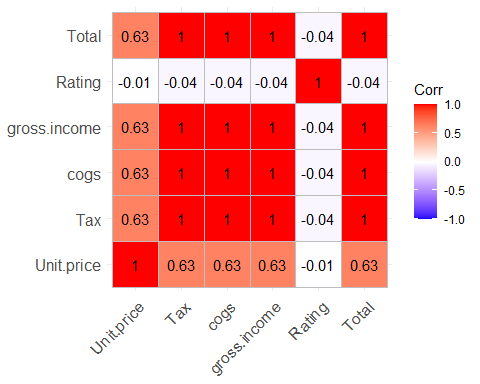 Total 0.63 1 1 1 -0.04 1
Rating -0.01 -0.04 -0.04 -0.04 1 -0.04
gross.income 0.63 1 1 1 -0.04 1
cogs 0.63 1 1 1 -0.04 1
Tax 0.63 1 1 1 -0.04 1
Unit.price 1 0.63 0.63 0.63 -0.01 0.63
Unit.price Tax cogs gross.income Rating Total
Corr
1.0
0.5
0.0
-0.5
-1.0